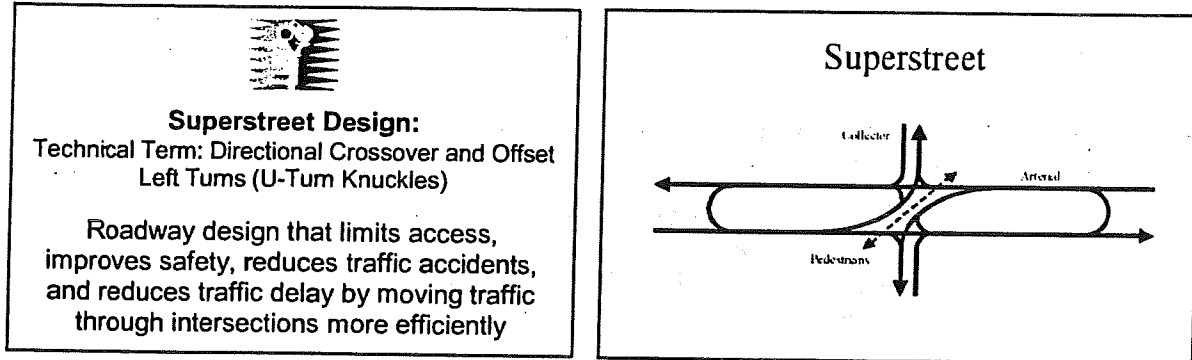 Superstreet Design:
Technical Term: Directional Crossover and Offset
Left Turns (U-Turn Knuckles)
Roadway design that limits access,
improves safety, reduces traffic accidents,
and reduces traffic delay by moving traffic
through intersections more efficiently
Superstreet
Collector
Arterial
Pedestrians